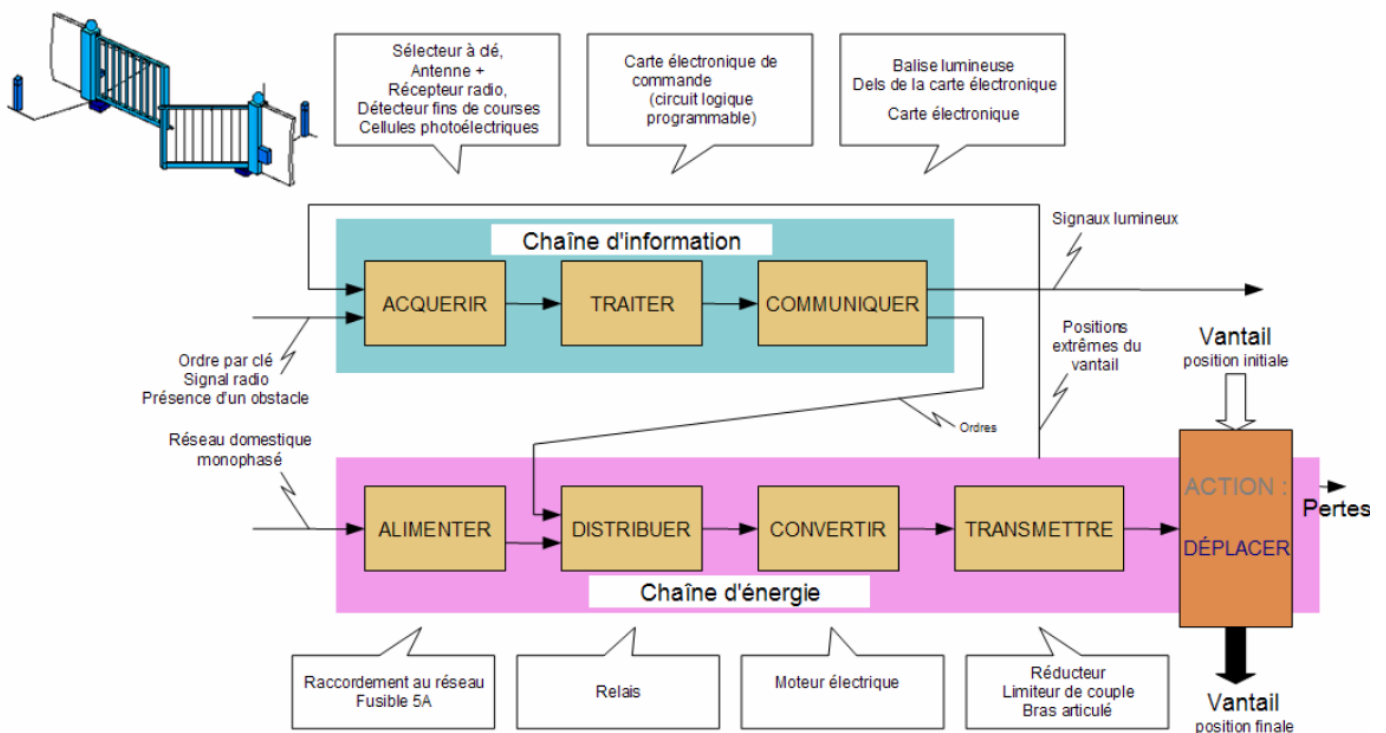 Sélecteur à clé,
Antenne +
Récepteur radio,
Détecteur fins de courses
Cellules photoélectriques
Carte électronique de
commande
(circuit logique
programmable)
Balise lumineuse
Dels de la carte électronique
Carte électronique
Signaux lumineux
Chaîne d'information
ACQUERIR
TRAITER
COMMUNIQUER
Ordre par clé
Signal radio
Présence d'un obstacle
Positions
extrêmes du
vantail
Vantail
position initiale
Ordres
Réseau domestique
monophasé
ALIMENTER
DISTRIBUER
CONVERTIR
TRANSMETTRE
ACTION :
DÉPLACER
Pertes
Chaîne d'énergie
Raccordement au réseau
Fusible 5A
Relais
Moteur électrique
Réducteur
Limiteur de couple
Bras articulé
Vantail
position finale